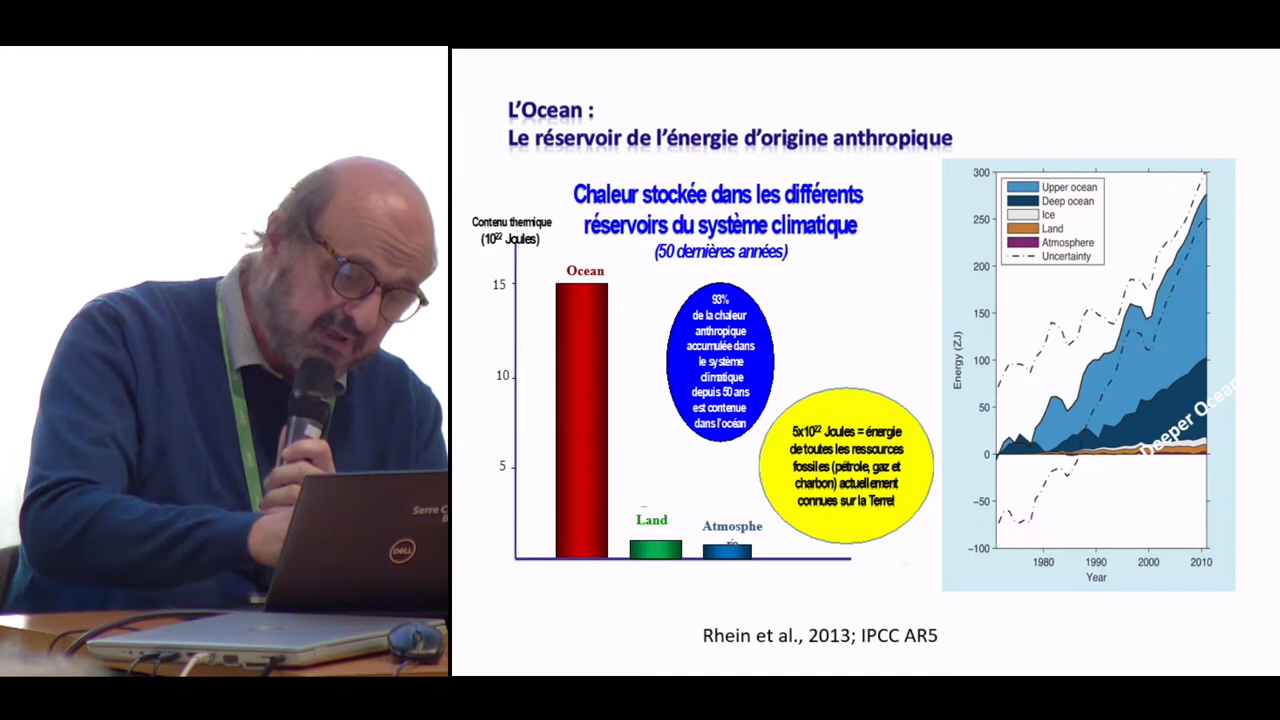 L'Ocean :
Le réservoir de l'énergie d'origine anthropique
Chaleur stockée dans les différents
réservoirs du système climatique
(50 dernières années)
Contenu thermique
(10²² Joules)
15
10
5
Ocean
Land
Atmosphe
93%
de la chaleur
anthropique
accumulée dans
le système
climatique
depuis 50 ans
est contenue
dans l'océan
5x10²² Joules = énergie
de toutes les ressources
fossiles (pétrole, gaz et
charbon) actuellement
connues sur la Terre!
300
250
200
150
100
50
0
−50
−100
Energy (ZJ)
Upper ocean
Deep ocean
Ice
Land
Atmosphere
Uncertainty
Deeper Ocean
1980 1990 2000 2010
Year
Rhein et al., 2013; IPCC AR5
Serre
DELL